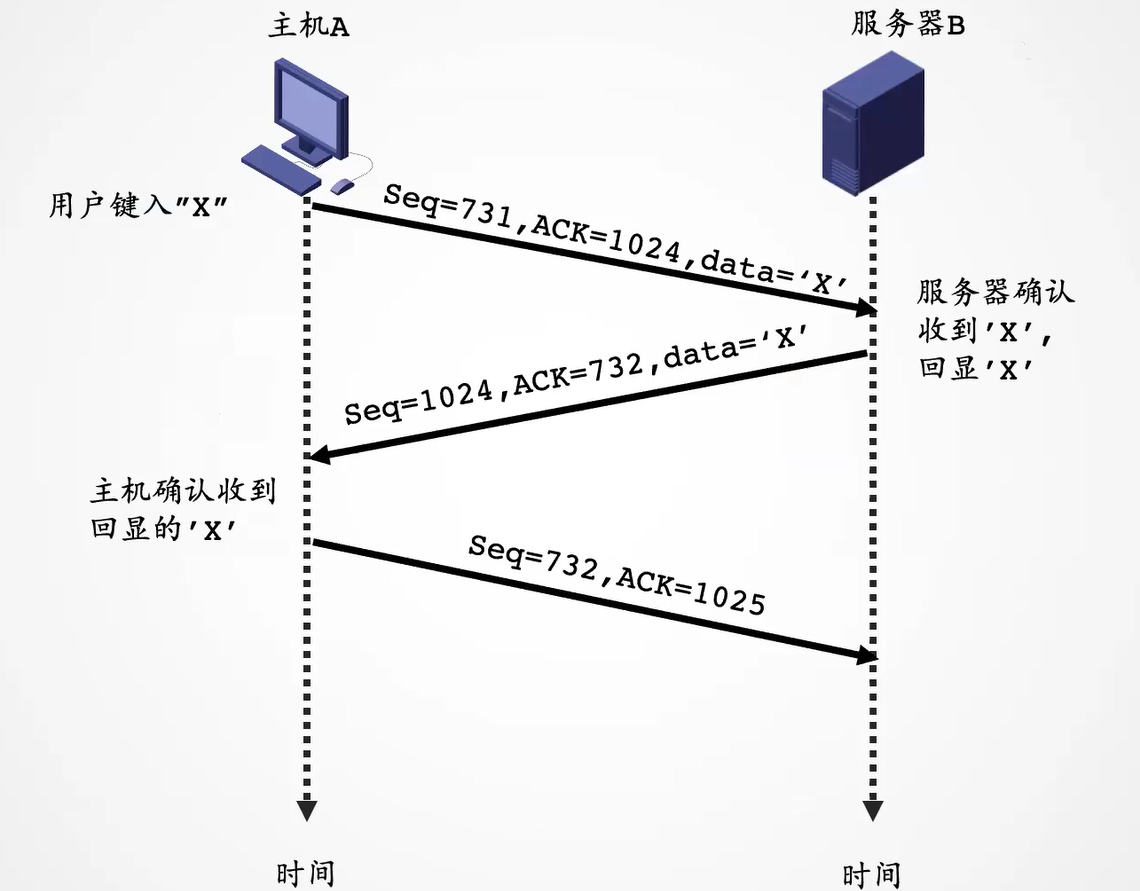 主机A
服务器B
用户键入”X”
Seq=731,ACK=1024,data=‘X’
服务器确认
收到’X’,
回显’X’
Seq=1024,ACK=732,data=‘X’
主机确认收到
回显的’X’
Seq=732,ACK=1025
时间
时间